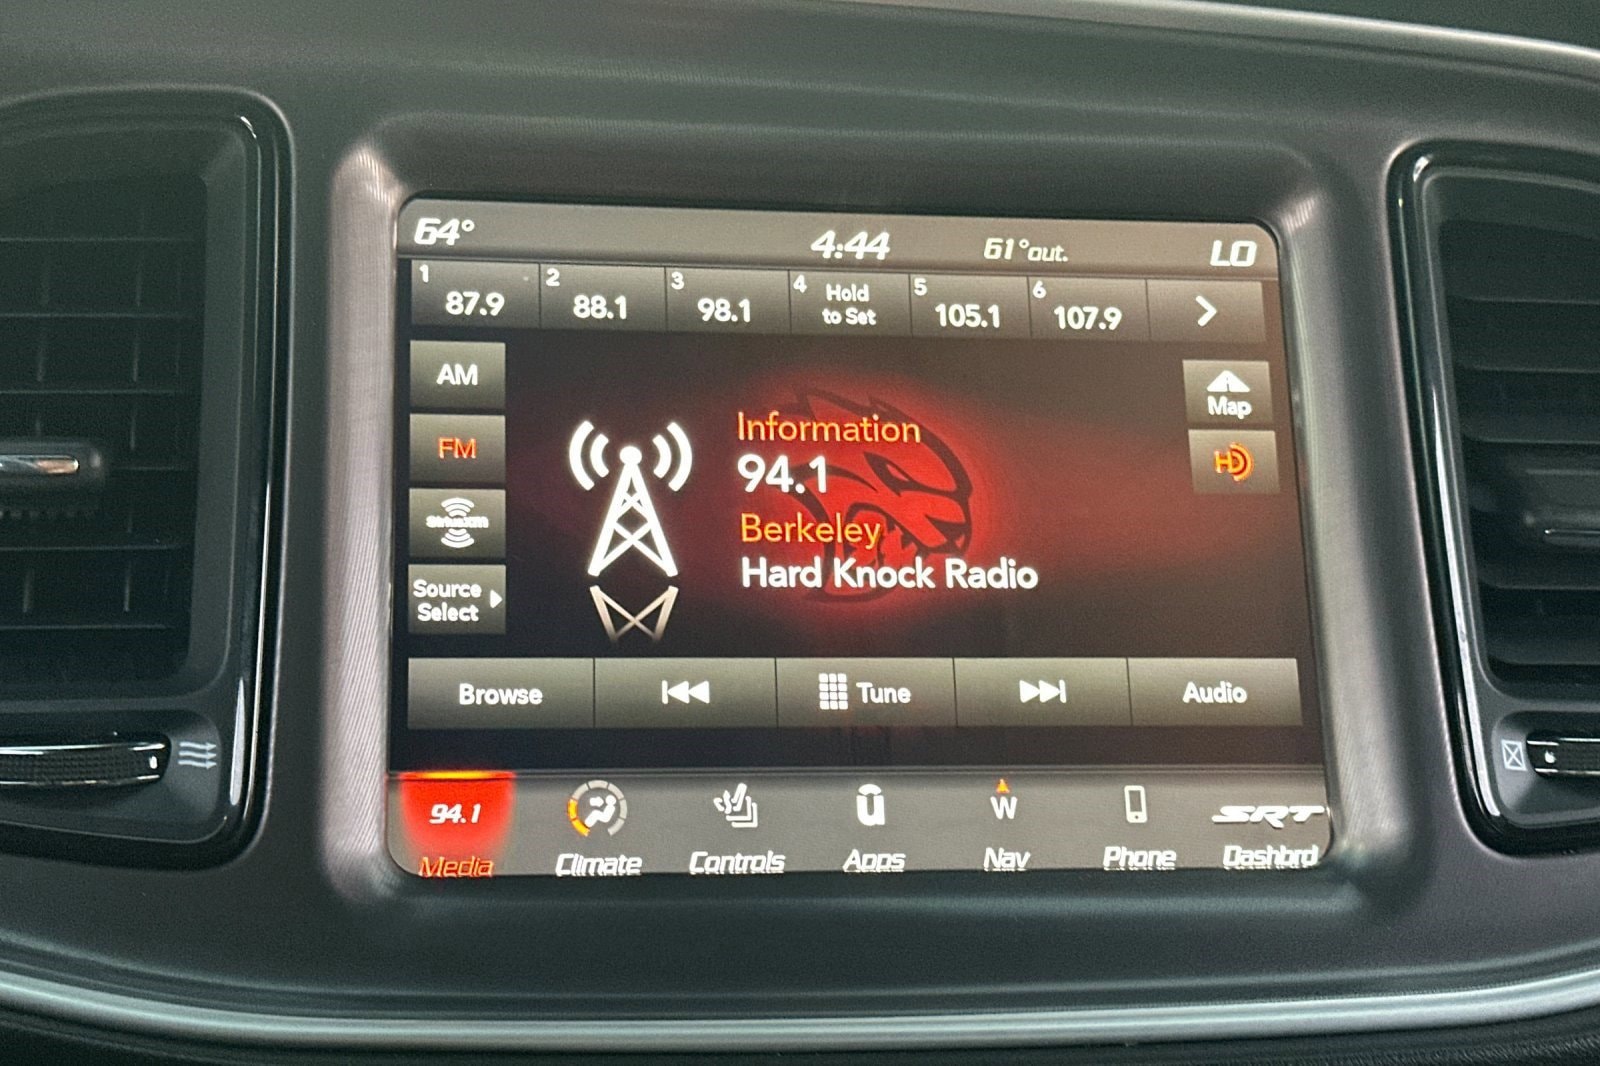 64° 4:44 61°out. LO
1 87.9 2 88.1 3 98.1 4 Hold to Set 5 105.1 6 107.9
AM
FM
SiriusXM
Source
Select
Map
HD
Information
94.1
Berkeley
Hard Knock Radio
Browse Tune Audio
94.1 W SRT
Media Climate Controls Apps Nav Phone Dashbrd